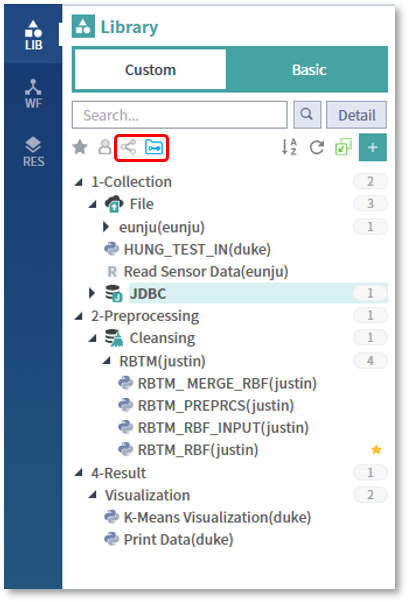 LIB
WF
RES
Library
Custom
Basic
Search...
Detail
A
Z
+
1-Collection 2
File 3
eunju(eunju) 1
HUNG_TEST_IN(duke)
R Read Sensor Data(eunju)
JDBC 1
2-Preprocessing 1
Cleansing 1
RBTM(justin) 4
RBTM_ MERGE_RBF(justin)
RBTM_PREPRCS(justin)
RBTM_RBF_INPUT(justin)
RBTM_RBF(justin)
4-Result 1
Visualization 2
K-Means Visualization(duke)
Print Data(duke)